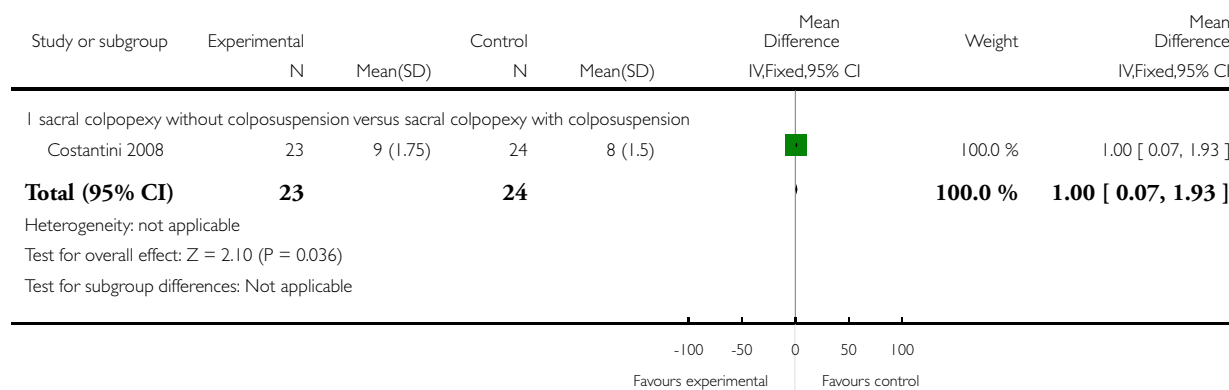 Study or subgroup Experimental Control Mean Difference Weight Mean Difference
N Mean(SD) N Mean(SD) IV,Fixed,95% CI IV,Fixed,95% CI
1 sacral colpopexy without colposuspension versus sacral colpopexy with colposuspension
Costantini 2008 23 9 (1.75) 24 8 (1.5) 100.0 % 1.00 [ 0.07, 1.93 ]
Total (95% CI) 23 24 100.0 % 1.00 [ 0.07, 1.93 ]
Heterogeneity: not applicable
Test for overall effect: Z = 2.10 (P = 0.036)
Test for subgroup differences: Not applicable
-100 -50 0 50 100
Favours experimental Favours control